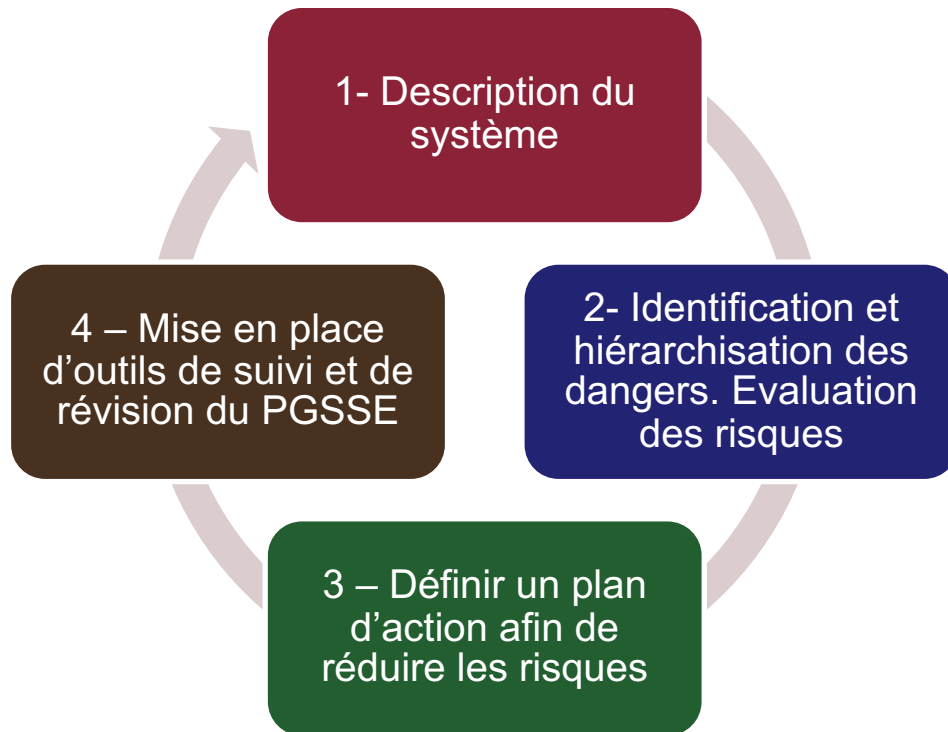 1- Description du
système
2- Identification et
hiérarchisation des
dangers. Evaluation
des risques
3 – Définir un plan
d’action afin de
réduire les risques
4 – Mise en place
d’outils de suivi et de
révision du PGSSE